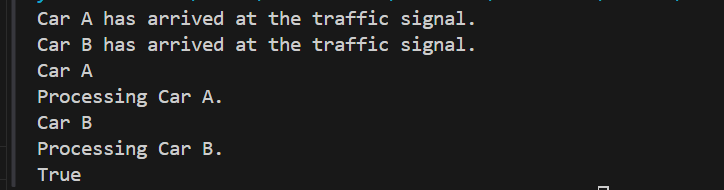 Car A has arrived at the traffic signal.
Car B has arrived at the traffic signal.
Car A
Processing Car A.
Car B
Processing Car B.
True